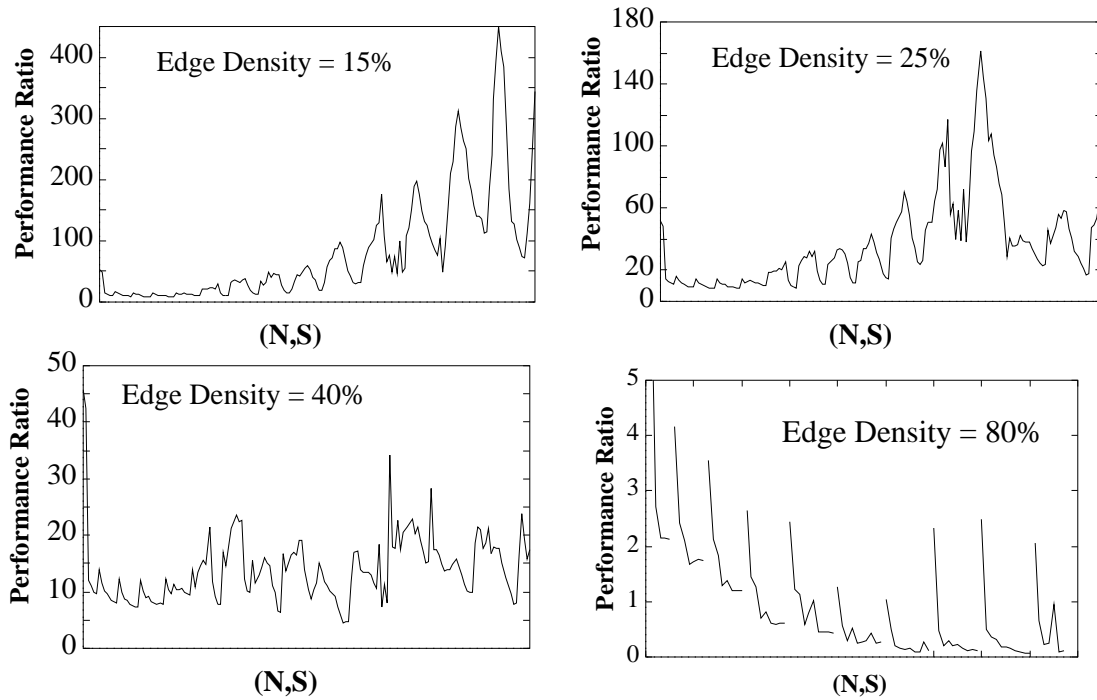 Performance Ratio
400
300
200
100
0
Edge Density = 15%
(N,S)
Performance Ratio
180
140
100
60
20
0
Edge Density = 25%
(N,S)
Performance Ratio
50
40
30
20
10
0
Edge Density = 40%
(N,S)
Performance Ratio
5
4
3
2
1
0
Edge Density = 80%
(N,S)